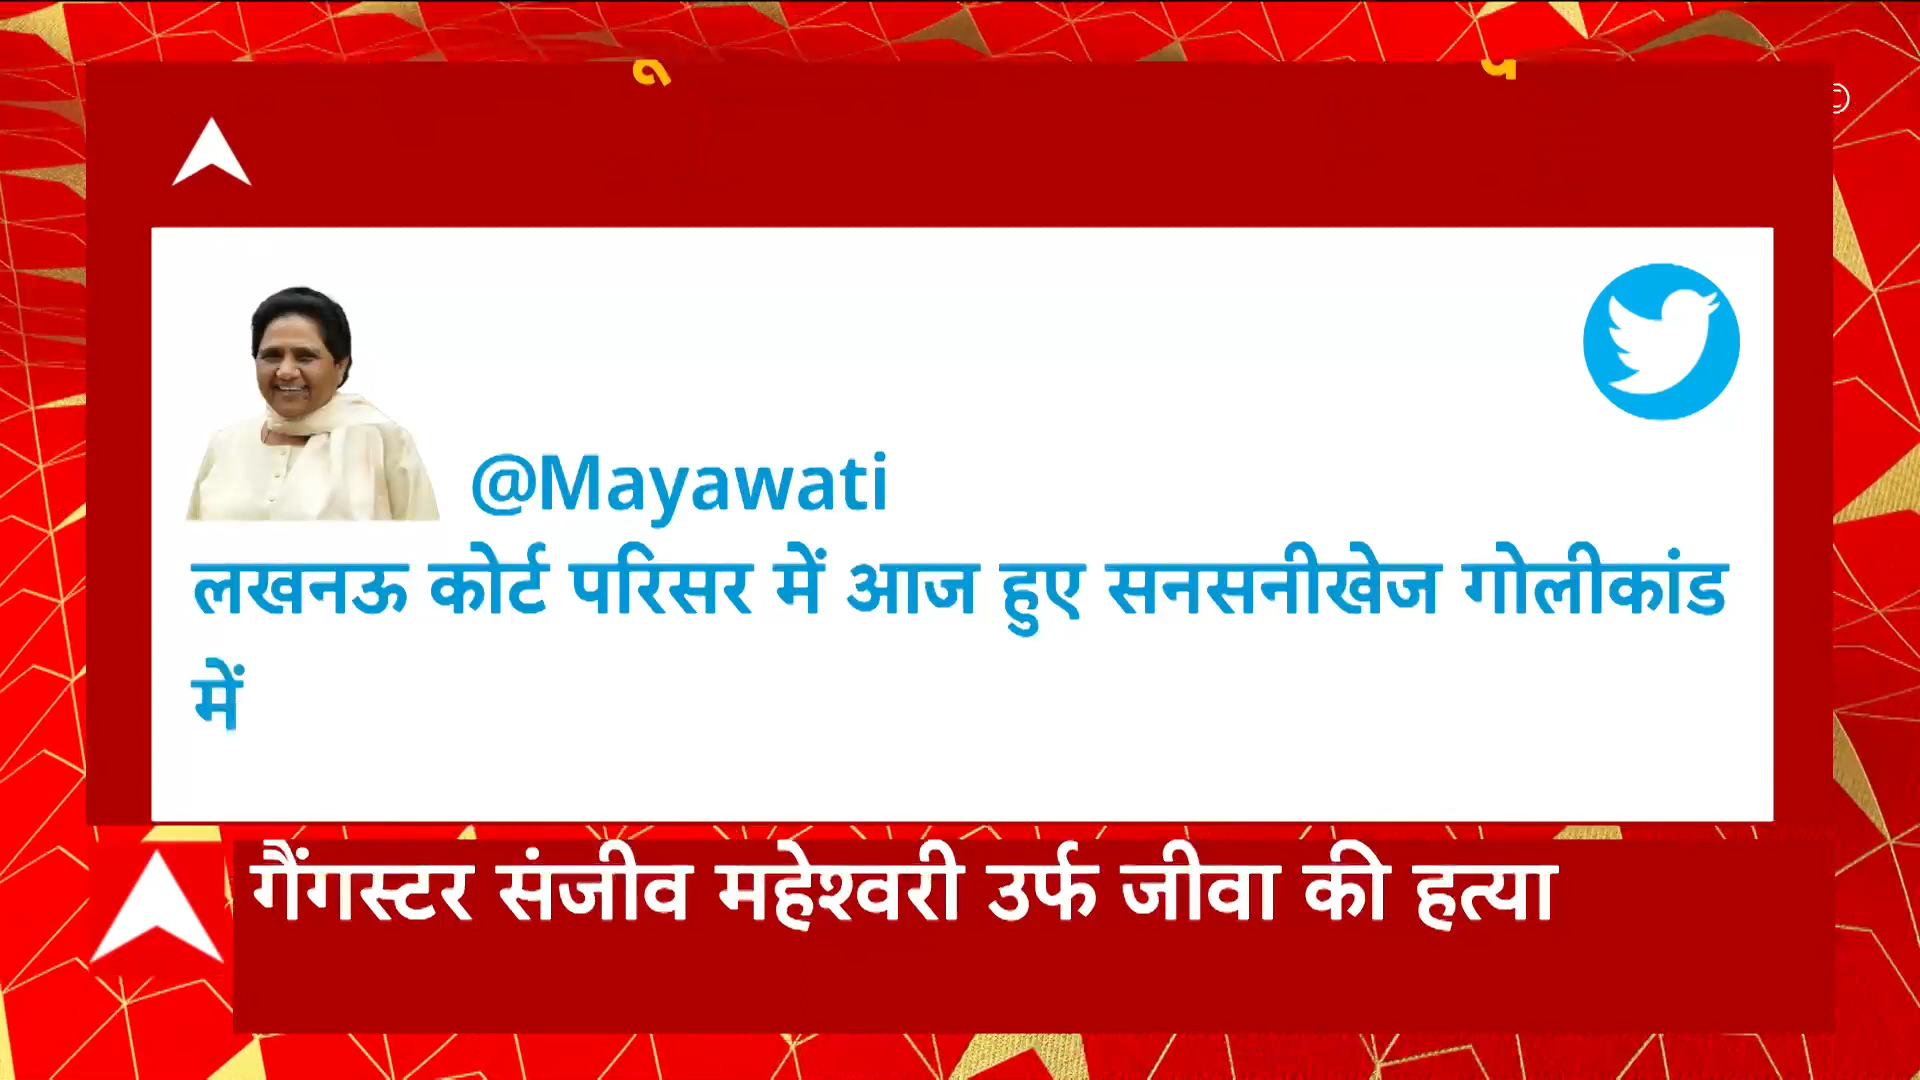 ©
@Mayawati
लखनऊ कोर्ट परिसर में आज हुए सनसनीखेज गोलीकांड
में
गैंगस्टर संजीव महेश्वरी उर्फ जीवा की हत्या